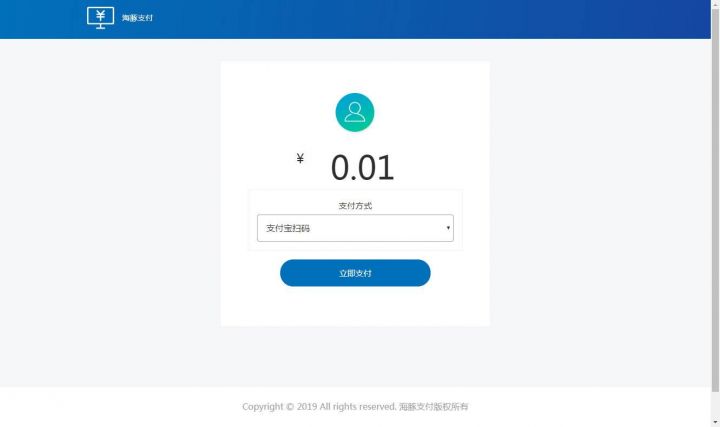 ¥ 海豚支付
¥ 0.01
支付方式
支付宝扫码
立即支付
Copyright © 2019 All rights reserved. 海豚支付版权所有